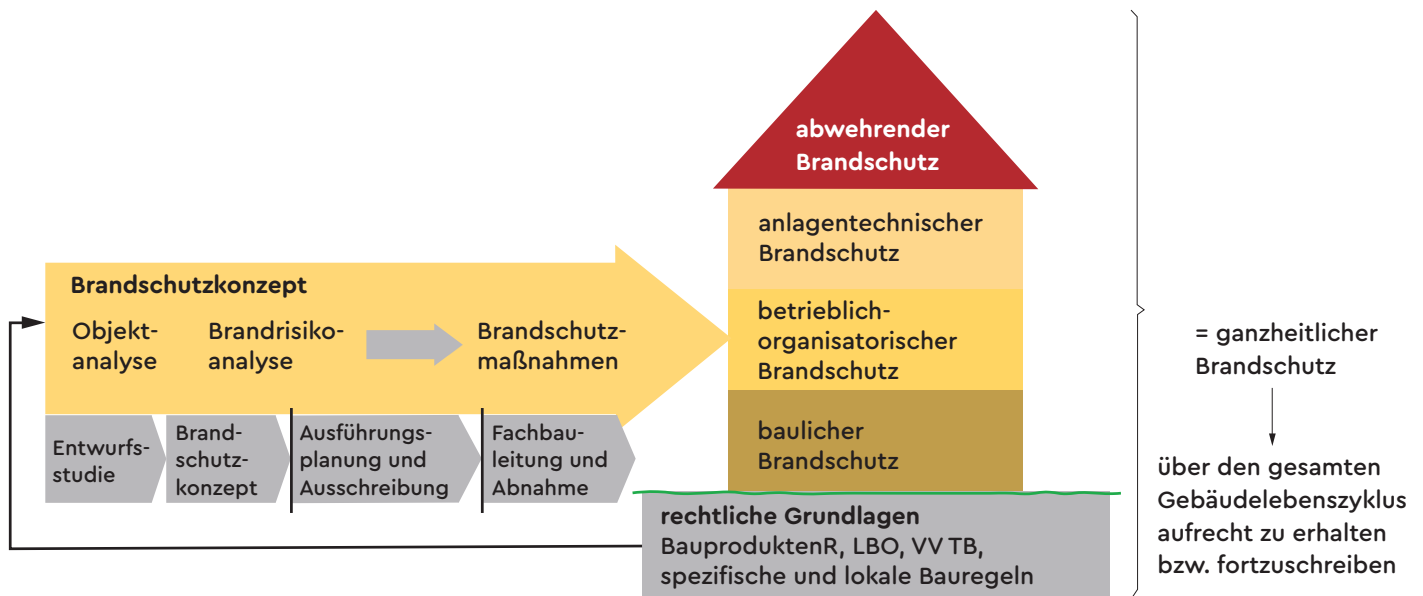 Brandschutzkonzept
Objekt-
analyse
Brandrisiko-
analyse
Brandschutz-
maßnahmen
Entwurfs-
studie
Brand-
schutz-
konzept
Ausführungs-
planung und
Ausschreibung
Fachbau-
leitung und
Abnahme
abwehrender
Brandschutz
anlagentechnischer
Brandschutz
betrieblich-
organisatorischer
Brandschutz
baulicher
Brandschutz
rechtliche Grundlagen
BauproduktenR, LBO, VV TB,
spezifische und lokale Bauregeln
= ganzheitlicher
Brandschutz
über den gesamten
Gebäudelebenszyklus
aufrecht zu erhalten
bzw. fortzuschreiben